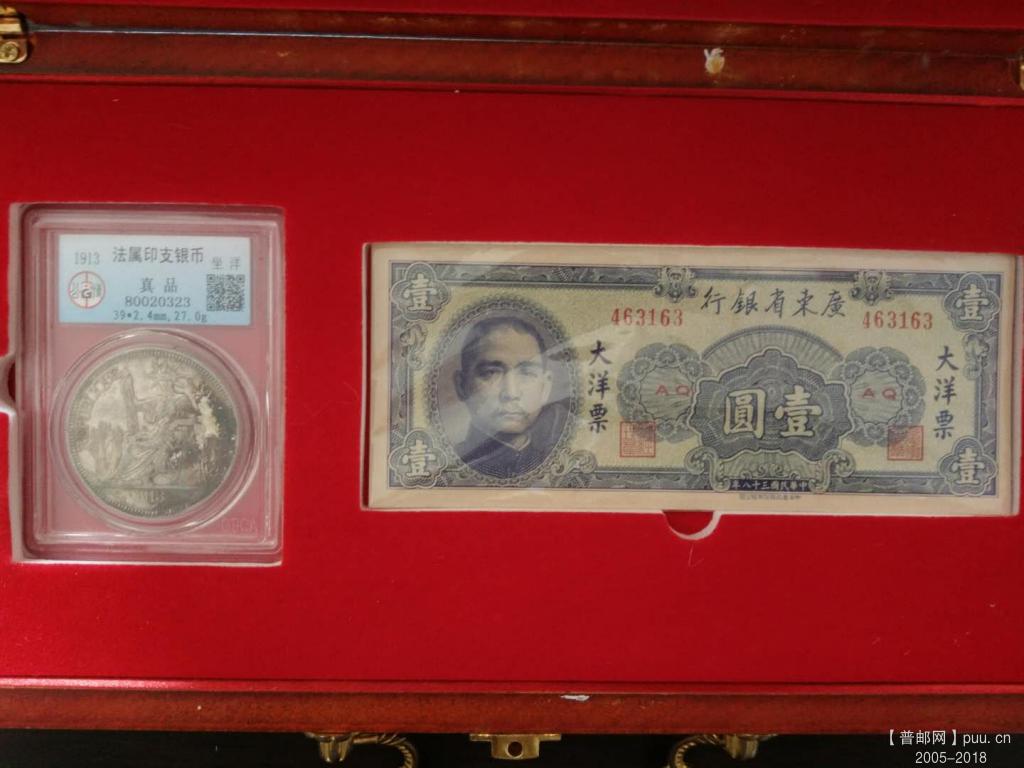 1913 法属印支银币 坐洋
真品
80020323
39*2.4mm,27.0g
G
1913
行銀省東廣
463163
463163
壹
壹
大洋票
大洋票
AQ
AQ
圓壹
壹
壹
年八十三國民華中
【普邮网】puu.cn
2005-2018